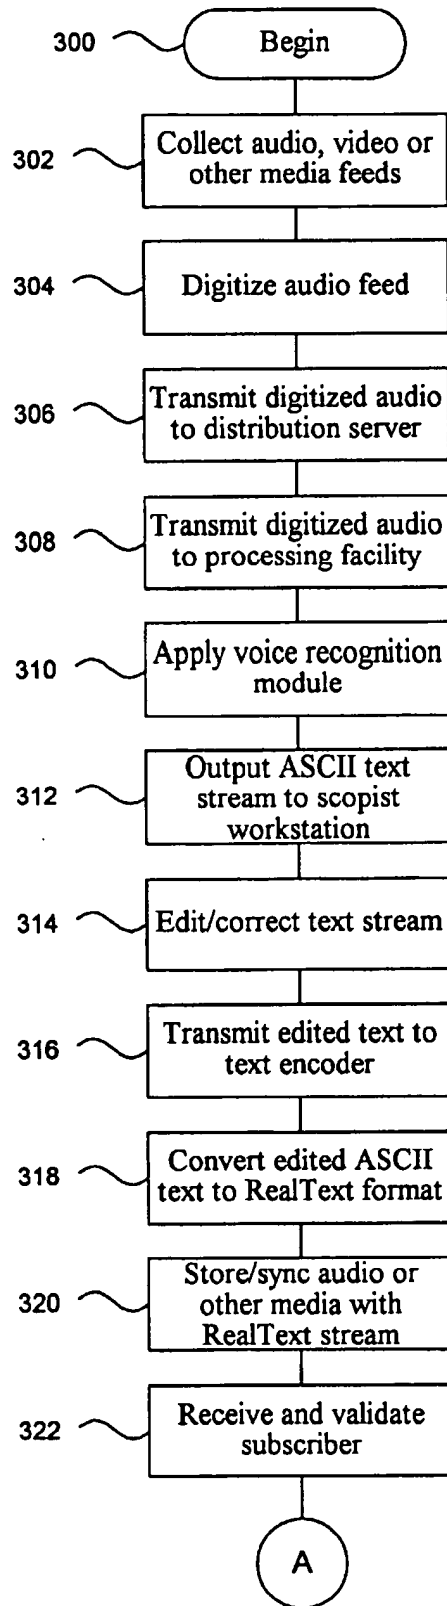 300
Begin
302
Collect audio, video or
other media feeds
304
Digitize audio feed
306
Transmit digitized audio
to distribution server
308
Transmit digitized audio
to processing facility
310
Apply voice recognition
module
312
Output ASCII text
stream to scopist
workstation
314
Edit/correct text stream
316
Transmit edited text to
text encoder
318
Convert edited ASCII
text to RealText format
320
Store/sync audio or
other media with
RealText stream
322
Receive and validate
subscriber
A